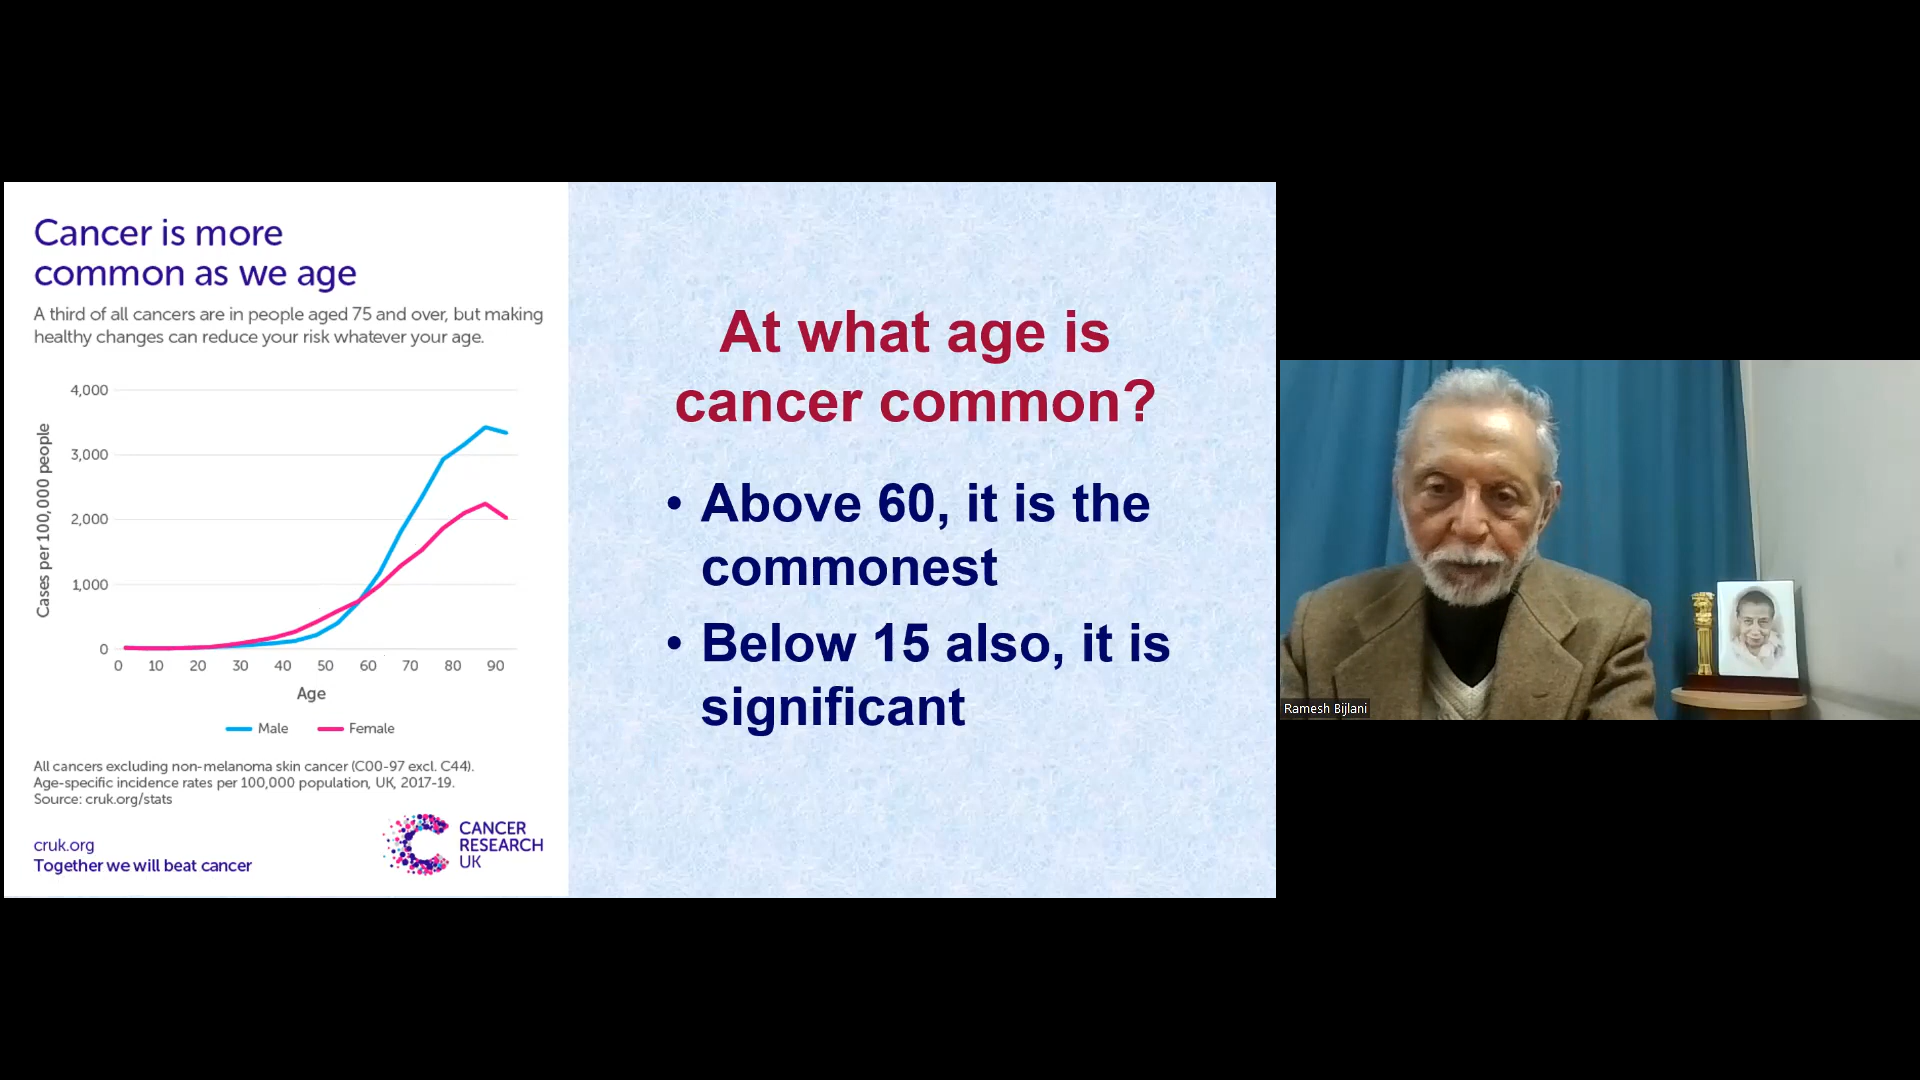 Cancer is more
common as we age
A third of all cancers are in people aged 75 and over, but making
healthy changes can reduce your risk whatever your age.
Cases per 100,000 people
4,000
3,000
2,000
1,000
0
0 10 20 30 40 50 60 70 80 90
Age
Male Female
All cancers excluding non-melanoma skin cancer (C00-97 excl. C44).
Age-specific incidence rates per 100,000 population, UK, 2017-19.
Source: cruk.org/stats
cruk.org
Together we will beat cancer
CANCER
RESEARCH
UK
At what age is
cancer common?
• Above 60, it is the
commonest
• Below 15 also, it is
significant
Ramesh Bijlani